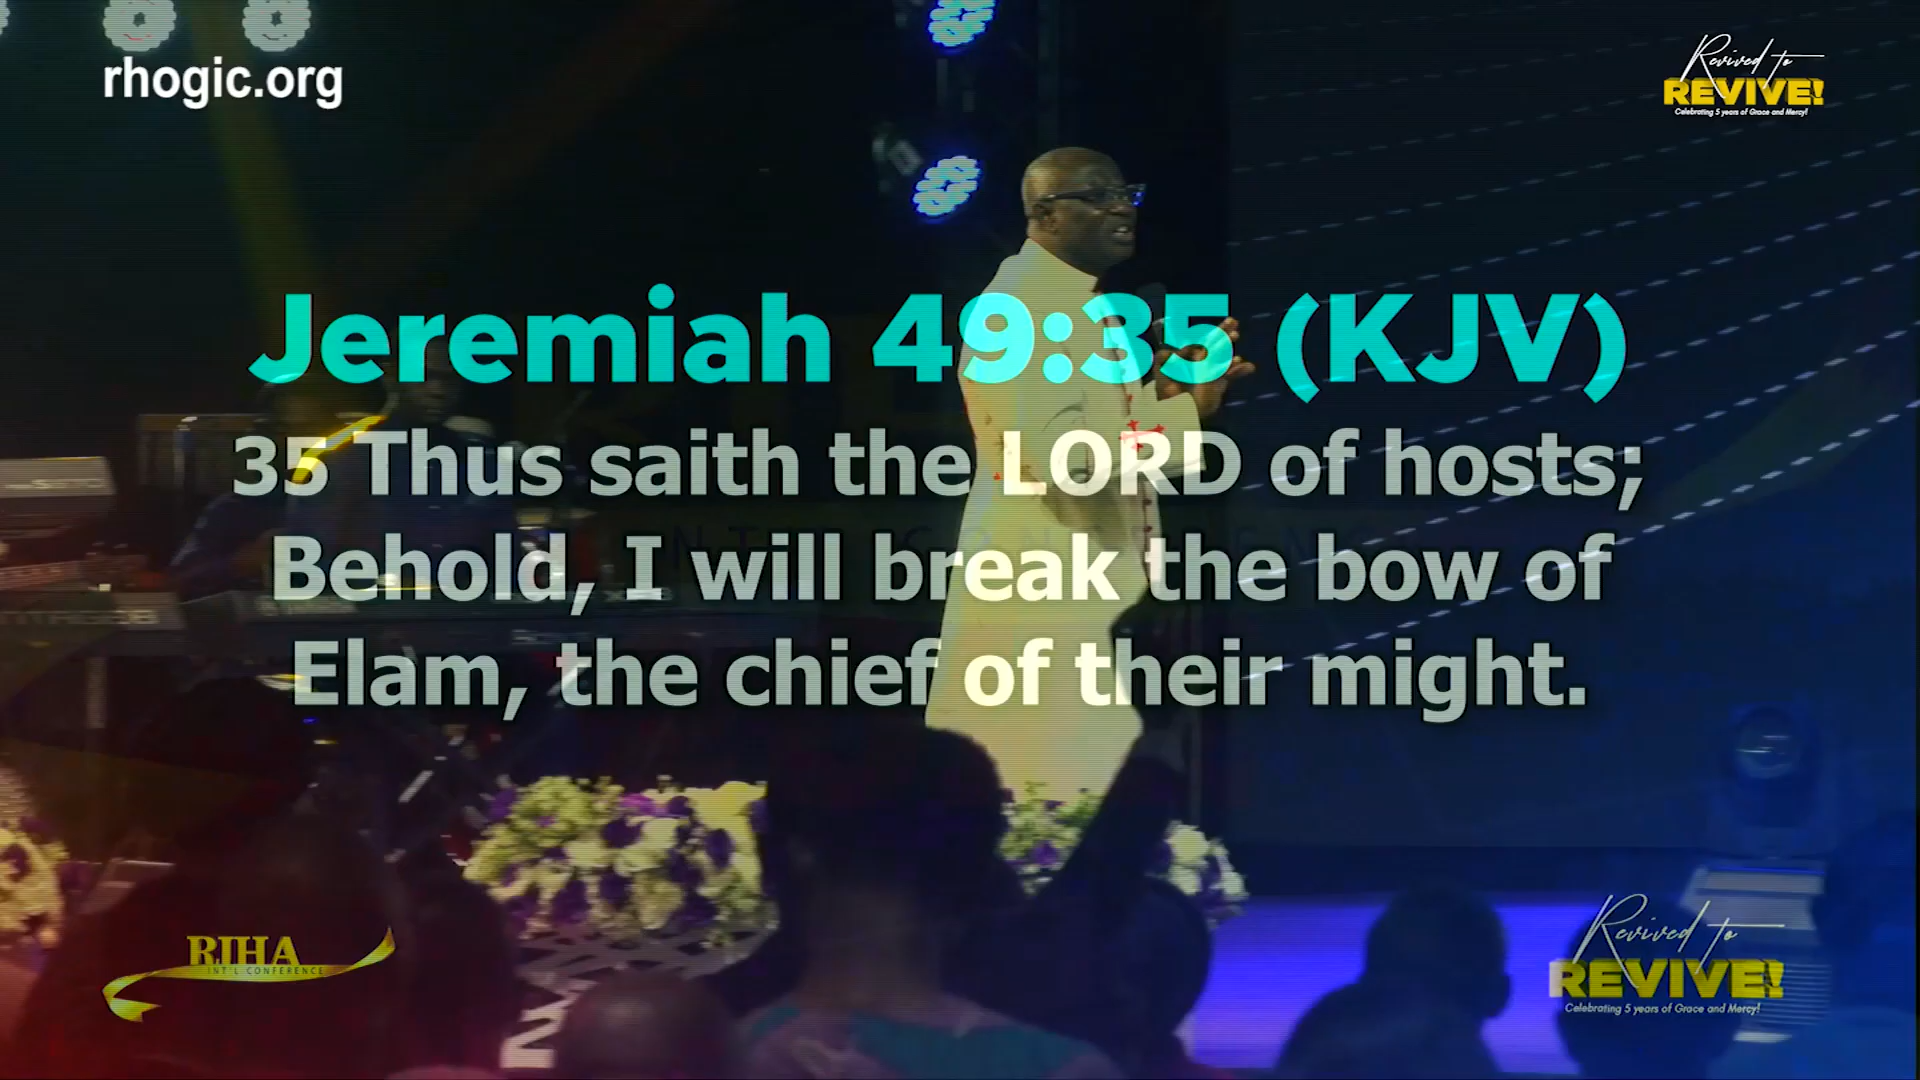 rhogic.org
Revived to
REVIVE!
Celebrating 5 years of Grace and Mercy!
Jeremiah 49:35 (KJV)
35 Thus saith the LORD of hosts;
Behold, I will break the bow of
Elam, the chief of their might.
RIHA
INT'L CONFERENCE
Revived to
REVIVE!
Celebrating 5 years of Grace and Mercy!